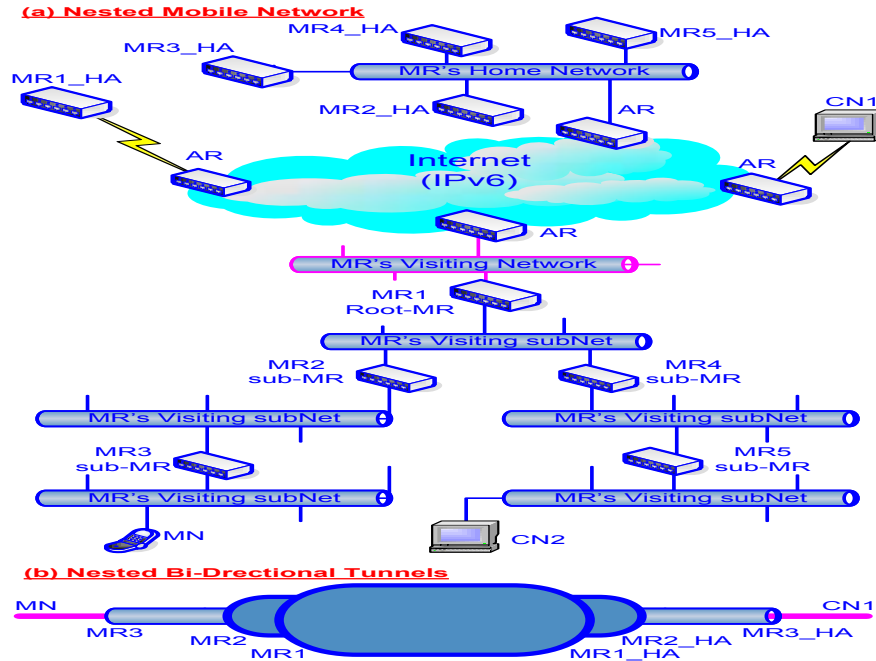 (a) Nested Mobile Network
MR4_HA
MR5_HA
MR3_HA
MR's Home Network
MR1_HA
MR2_HA
AR
CN1
AR
Internet
(IPv6)
AR
AR
MR's Visiting Network
MR1
Root-MR
MR's Visiting subNet
MR2
sub-MR
MR4
sub-MR
MR's Visiting subNet
MR's Visiting subNet
MR3
sub-MR
MR5
sub-MR
MR's Visiting subNet
MR's Visiting subNet
MN
CN2
(b) Nested Bi-Drectional Tunnels
MN
CN1
MR3
MR2
MR1
MR1_HA
MR2_HA
MR3_HA